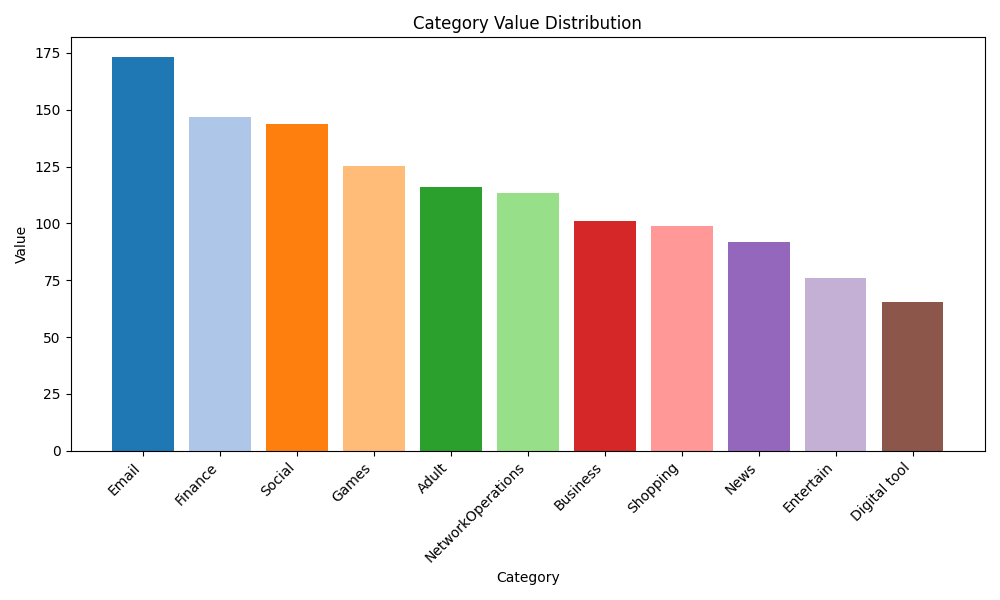 Category Value Distribution
175
150
125
100
75
50
25
0
Value
Email
Finance
Social
Games
Adult
NetworkOperations
Business
Shopping
News
Entertain
Digital tool
Category